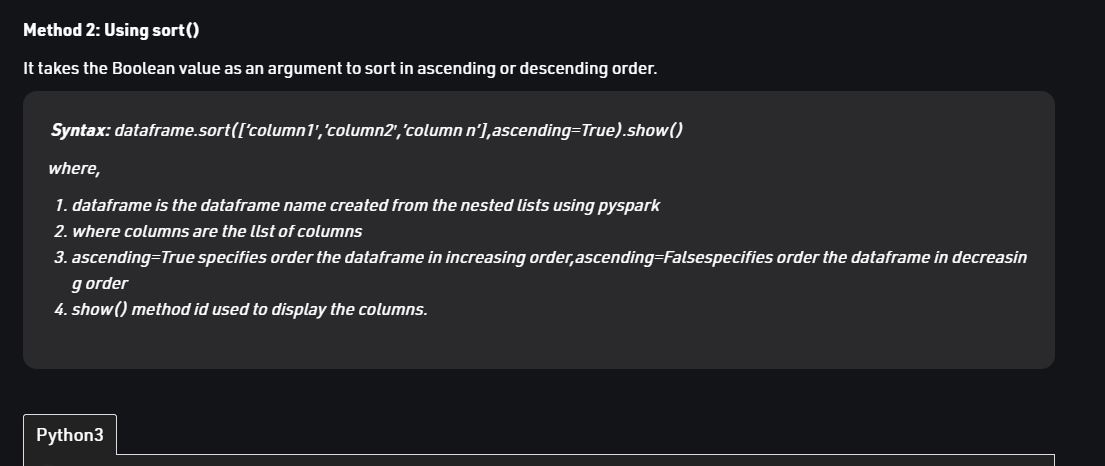 Method 2: Using sort()
It takes the Boolean value as an argument to sort in ascending or descending order.
Syntax: dataframe.sort(['column1′,'column2′,'column n'],ascending=True).show()
where,
1. dataframe is the dataframe name created from the nested lists using pyspark
2. where columns are the llst of columns
3. ascending=True specifies order the dataframe in increasing order,ascending=Falsespecifies order the dataframe in decreasin
g order
4. show() method id used to display the columns.
Python3